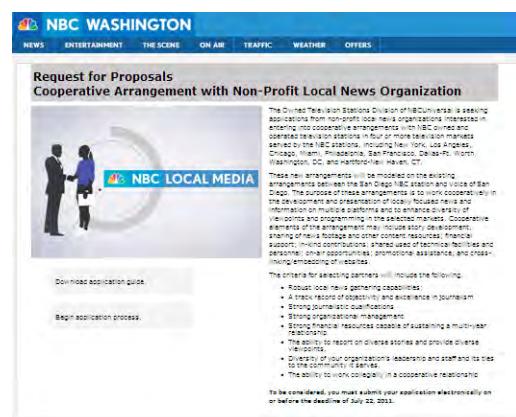 NBC WASHINGTON
NEWS ENTERTAINMENT THE SCENE ON AIR TRAFFIC WEATHER OFFERS
Request for Proposals
Cooperative Arrangement with Non-Profit Local News Organization
The Owned Television Stations Division of NBCUniversal is seeking
applications from non-profit local news organizations interested in
entering into cooperative arrangements with NBC owned and
operated television stations in four or more television markets
served by the NBC stations, including New York, Los Angeles,
Chicago, Miami, Philadelphia, San Francisco, Dallas-Ft. Worth
Washington, DC, and Hartford-New Haven, CT.
These new arrangements will be modeled on the existing
arrangements between the San Diego NBC station and Voice of San
Diego. The purpose of these arrangements is to work cooperatively in
the development and presentation of locally focused news and
information on multiple platforms and to enhance diversity of
viewpoints and programming in the selected markets. Cooperative
elements of the arrangement may include story development,
sharing of news footage and other content resources; financial
support; in-kind contributions; shared used of technical facilities and
personnel; on-air opportunities; promotional assistance; and cross-
linking/embedding of websites.
The criteria for selecting partners will include the following.
• Robust local news gathering capabilities;
• A track record of objectivity and excellence in journalism
• Strong journalistic qualifications
• Strong organizational management
• Strong financial resources capable of sustaining a multi-year
relationship
• The ability to report on diverse stories and provide diverse
viewpoints,
• Diversity of your organization's leadership and staff and its ties
to the community it serves,
• The ability to work collegially in a cooperative relationship
To be considered, you must submit your application electronically on
or before the deadline of July 22, 2011.
NBC LOCAL MEDIA
Download application guide.
Begin application process.